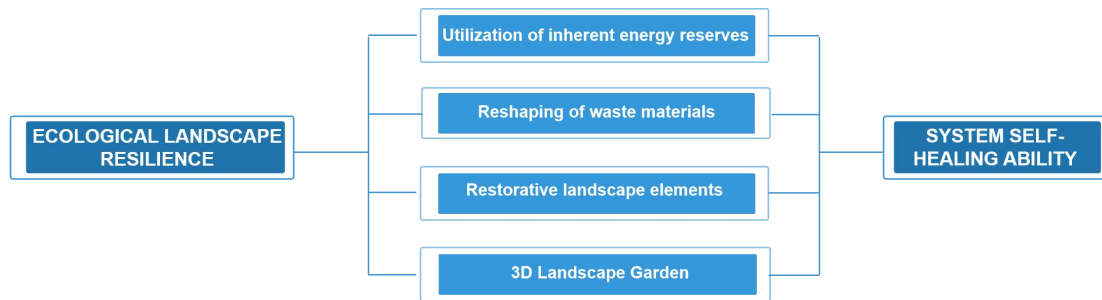 Utilization of inherent energy reserves
Reshaping of waste materials
ECOLOGICAL LANDSCAPE
RESILIENCE
SYSTEM SELF-
HEALING ABILITY
Restorative landscape elements
3D Landscape Garden